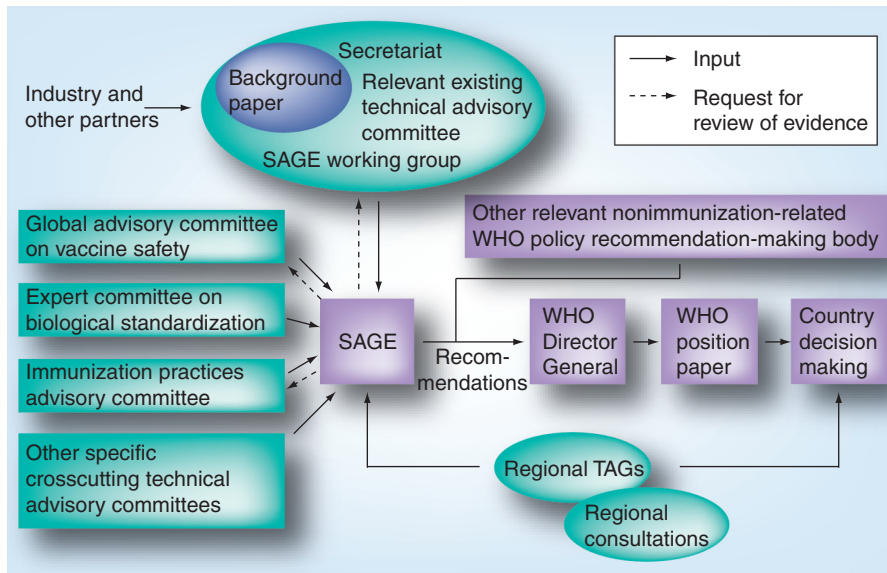 Secretariat
Background
paper
Relevant existing
technical advisory
committee
SAGE working group
Industry and
other partners
Input
Request for
review of evidence
Global advisory committee
on vaccine safety
Expert committee on
biological standardization
Immunization practices
advisory committee
Other specific
crosscutting technical
advisory committees
SAGE
Recom-
mendations
Other relevant nonimmunization-related
WHO policy recommendation-making body
WHO
Director
General
WHO
position
paper
Country
decision
making
Regional TAGs
Regional
consultations